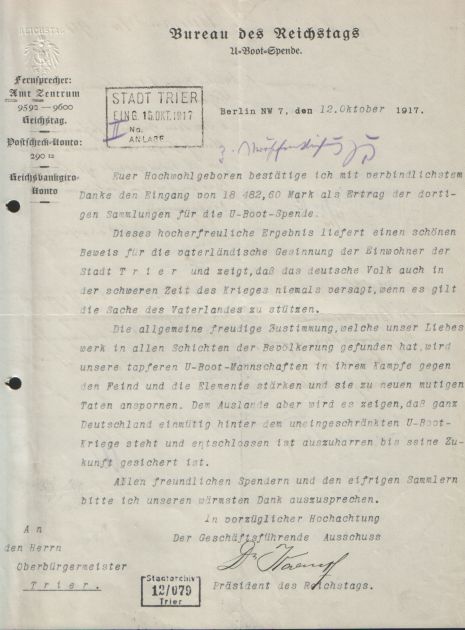 REICHSTAG
Bureau des Reichstags
U-Boot-Spende.
Fernsprecher:
Amt Zentrum
9592 — 9600
Reichstag.
Postscheck-Konto:
290 12
Reichsbankgiro-
Konto
STADT TRIER
EING. 15.OKT.1917
II No.
ANLAGE
Berlin NW 7, den 12. Oktober 1917.
Euer Hochwohlgeboren bestätige ich mit verbindlichstem
Danke den Eingang von 18 482,60 Mark als Ertrag der dorti-
gen Sammlungen für die U-Boot-Spende.
Dieses hocherfreuliche Ergebnis liefert einen schönen
Beweis für die vaterländische Gesinnung der Einwohner der
Stadt Trier und zeigt, daß das deutsche Volk auch in
der schweren Zeit des Krieges niemals versagt, wenn es gilt
die Sache des Vaterlandes zu stützen.
Die allgemeine freudige Zustimmung, welche unser Liebes
werk in allen Schichten der Bevölkerung gefunden hat, wird
unsere tapferen U-Boot-Mannschaften in ihrem Kampfe gegen
den Feind und die Elemente stärken und sie zu neuen mutigen
Taten anspornen. Dem Auslande aber wird es zeigen, daß ganz
Deutschland einmütig hinter dem uneingeschränkten U-Boot-
Kriege steht und entschlossen ist auszuharren bis seine Zu-
kunft gesichert ist.
Allen freundlichen Spendern und den eifrigen Sammlern
bitte ich unseren wärmsten Dank auszusprechen.
In vorzüglicher Hochachtung
Der Geschäftsführende Ausschuss
Dr. Kaempf
Präsident des Reichstags.
An
den Herrn
Oberbürgermeister
Trier.
Stadtarchiv
12/079
Trier